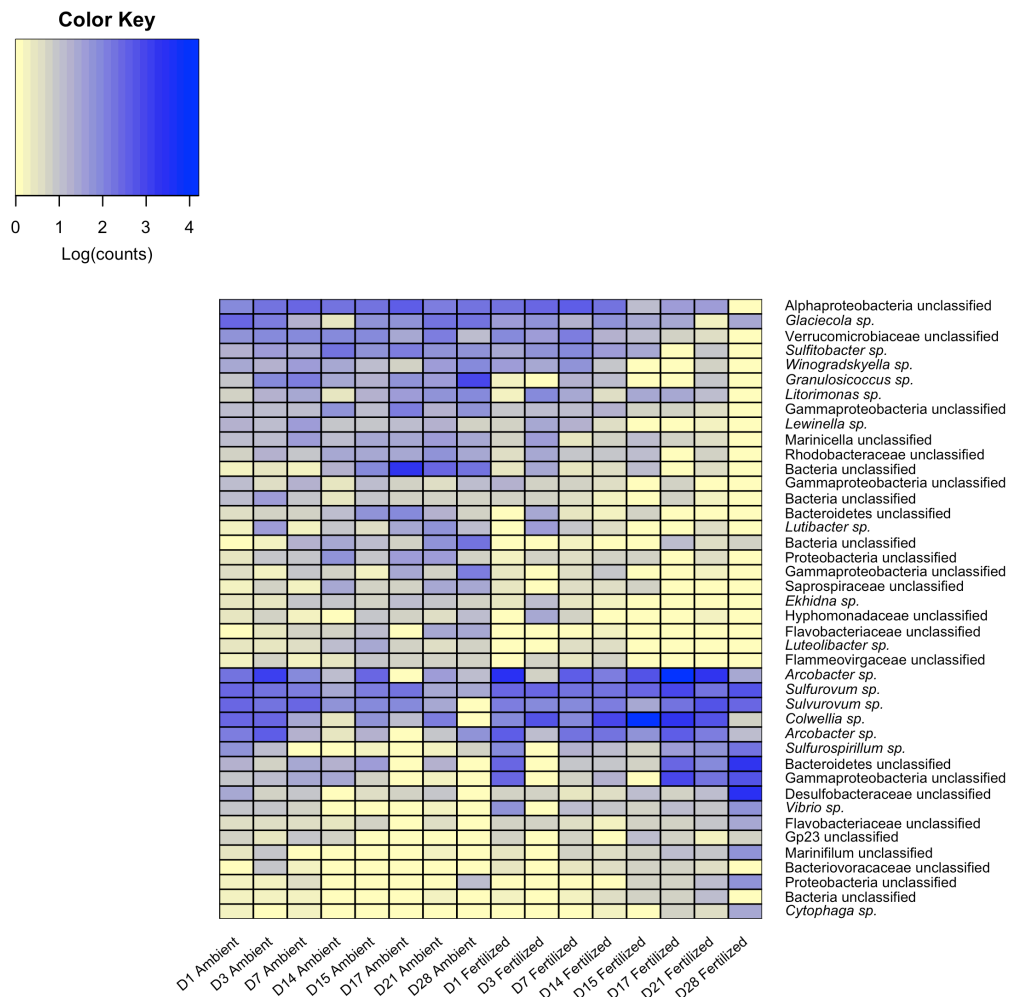 Color Key
0 1 2 3 4
Log(counts)
Alphaproteobacteria unclassified
Glaciecola sp.
Verrucomicrobiaceae unclassified
Sulfitobacter sp.
Winogradskyella sp.
Granulosicoccus sp.
Litorimonas sp.
Gammaproteobacteria unclassified
Lewinella sp.
Marinicella unclassified
Rhodobacteraceae unclassified
Bacteria unclassified
Gammaproteobacteria unclassified
Bacteria unclassified
Bacteroidetes unclassified
Lutibacter sp.
Bacteria unclassified
Proteobacteria unclassified
Gammaproteobacteria unclassified
Saprospiraceae unclassified
Ekhidna sp.
Hyphomonadaceae unclassified
Flavobacteriaceae unclassified
Luteolibacter sp.
Flammeovirgaceae unclassified
Arcobacter sp.
Sulfurovum sp.
Sulvurovum sp.
Colwellia sp.
Arcobacter sp.
Sulfurospirillum sp.
Bacteroidetes unclassified
Gammaproteobacteria unclassified
Desulfobacteraceae unclassified
Vibrio sp.
Flavobacteriaceae unclassified
Gp23 unclassified
Marinifilum unclassified
Bacteriovoracaceae unclassified
Proteobacteria unclassified
Bacteria unclassified
Cytophaga sp.
D1 Ambient
D3 Ambient
D7 Ambient
D14 Ambient
D15 Ambient
D17 Ambient
D21 Ambient
D28 Ambient
D1 Fertilized
D3 Fertilized
D7 Fertilized
D14 Fertilized
D15 Fertilized
D17 Fertilized
D21 Fertilized
D28 Fertilized